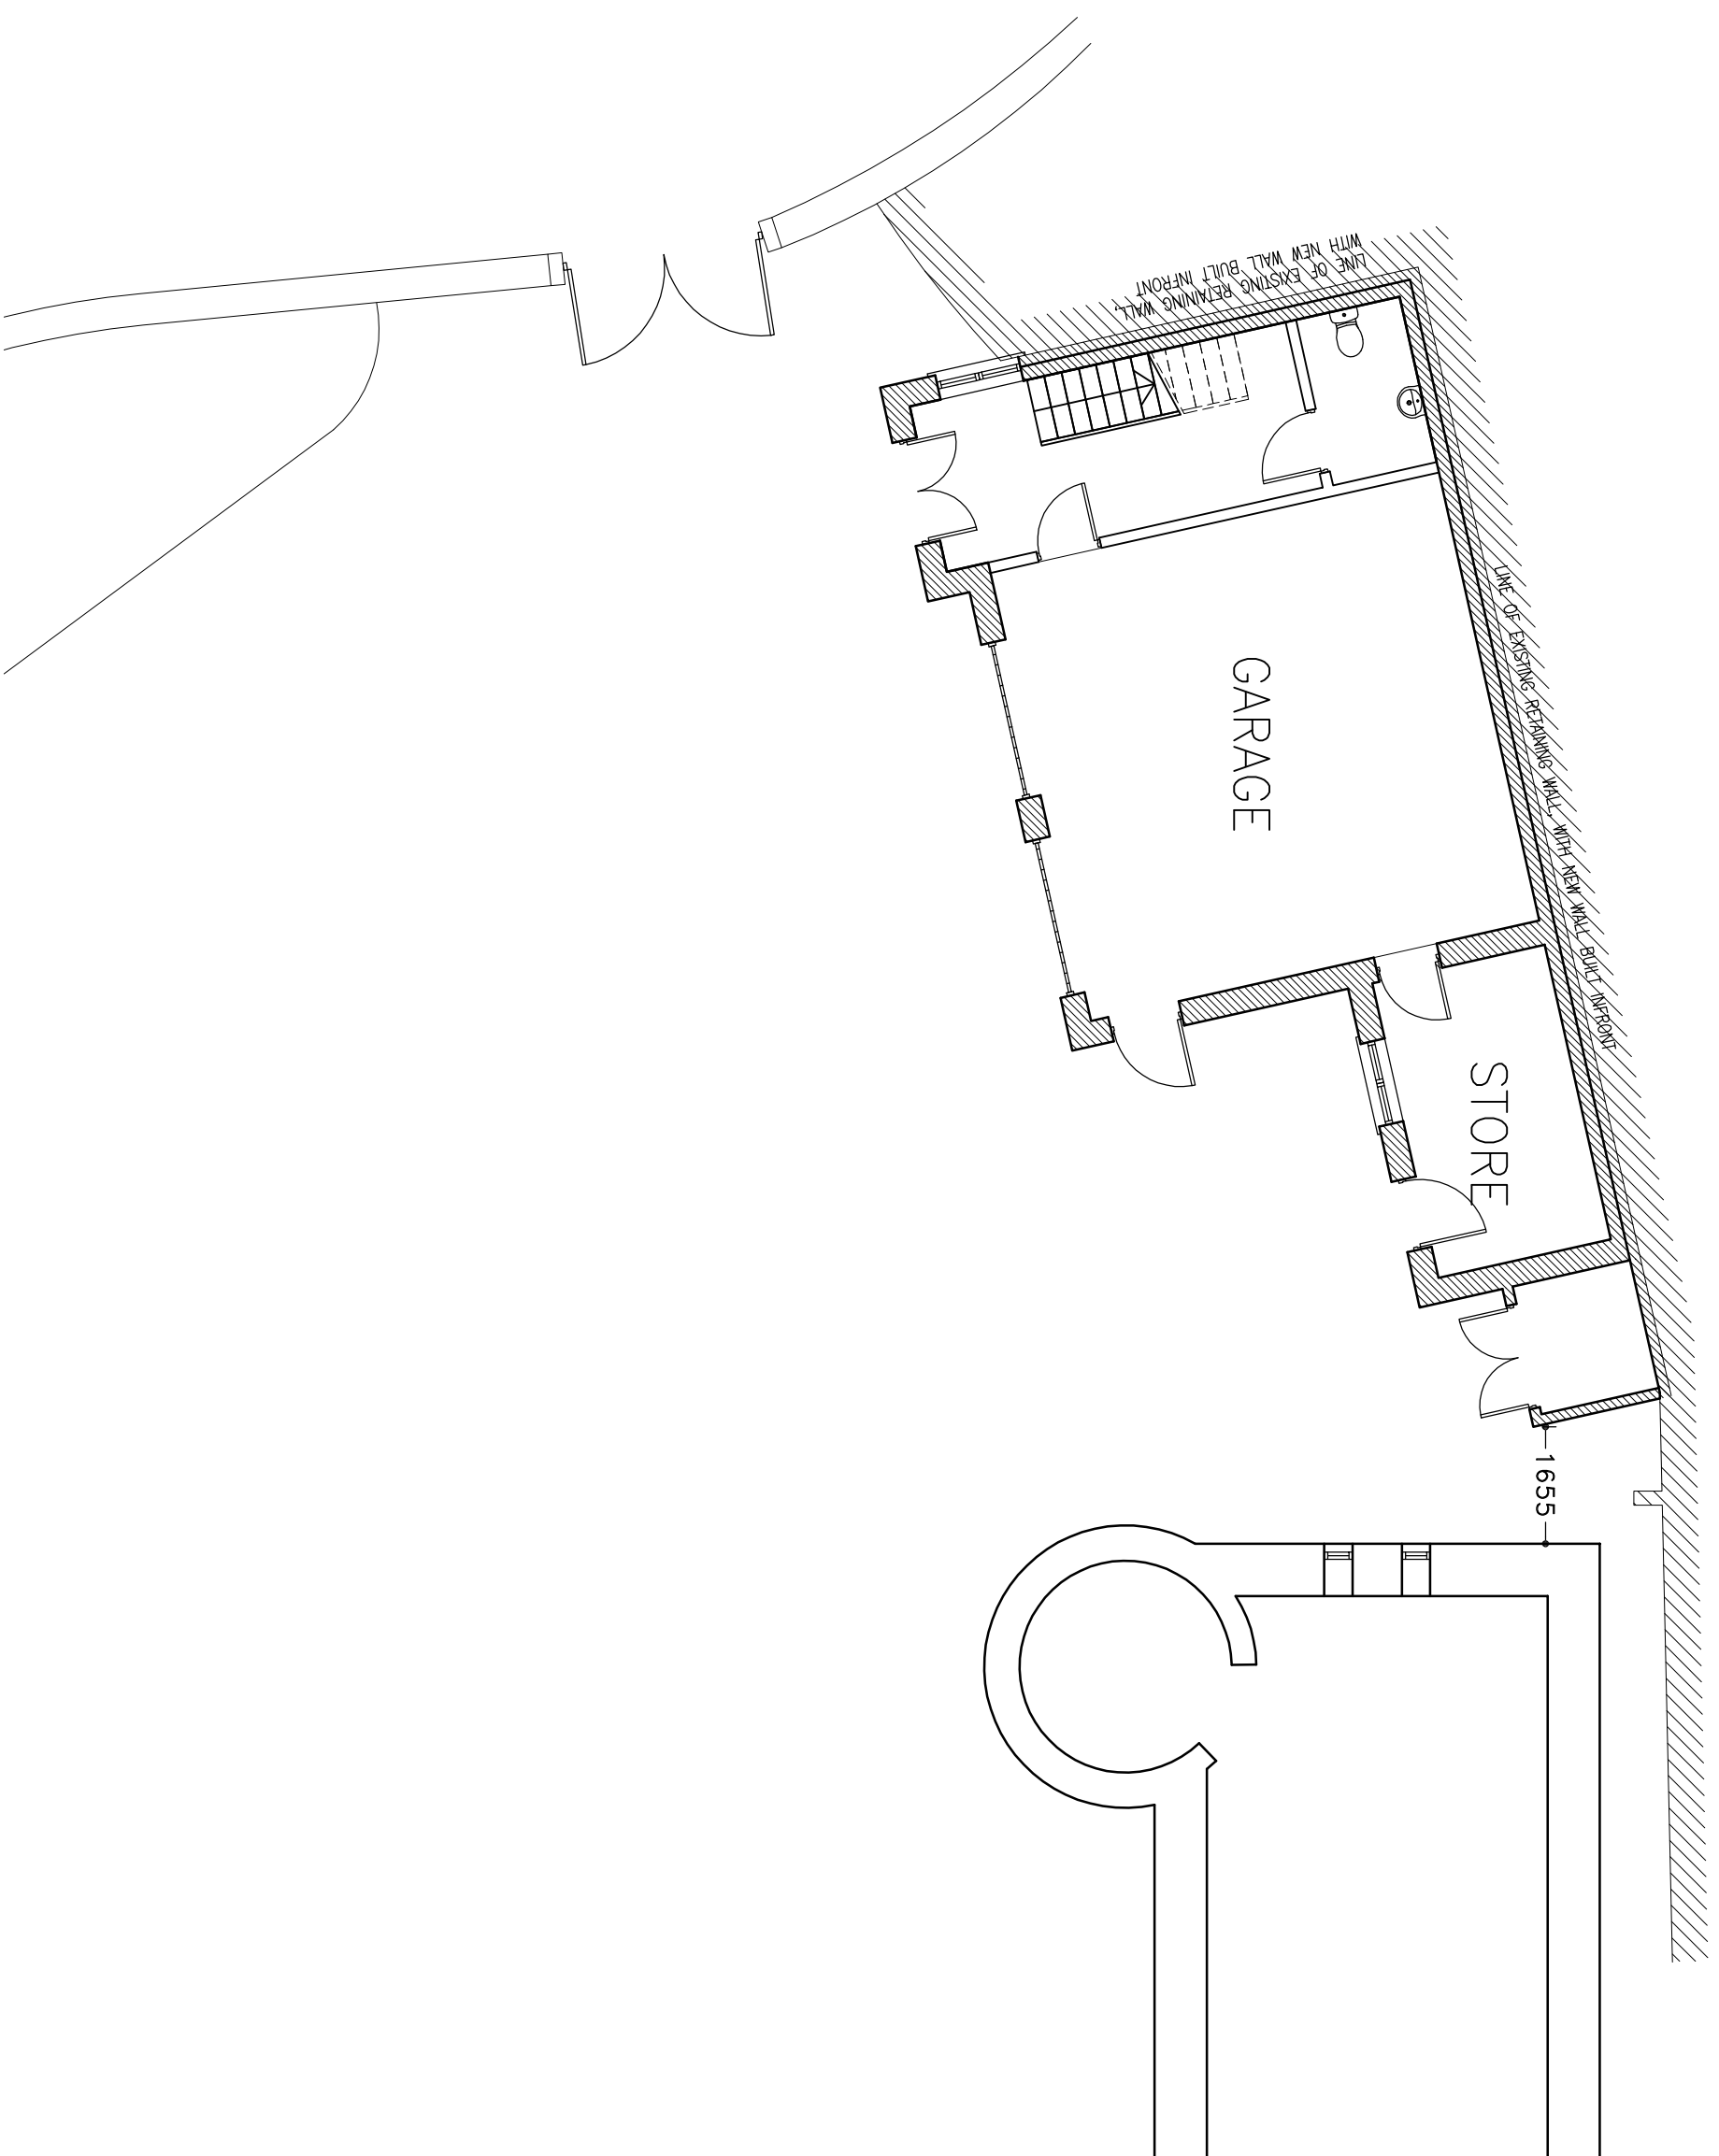 LINE OF EXISTING RETAINING WALL,
WITH NEW WALL BUILT INFRONT
LINE OF EXISTING RETAINING WALL, WITH NEW WALL BUILT INFRONT
GARAGE
STORE
1655